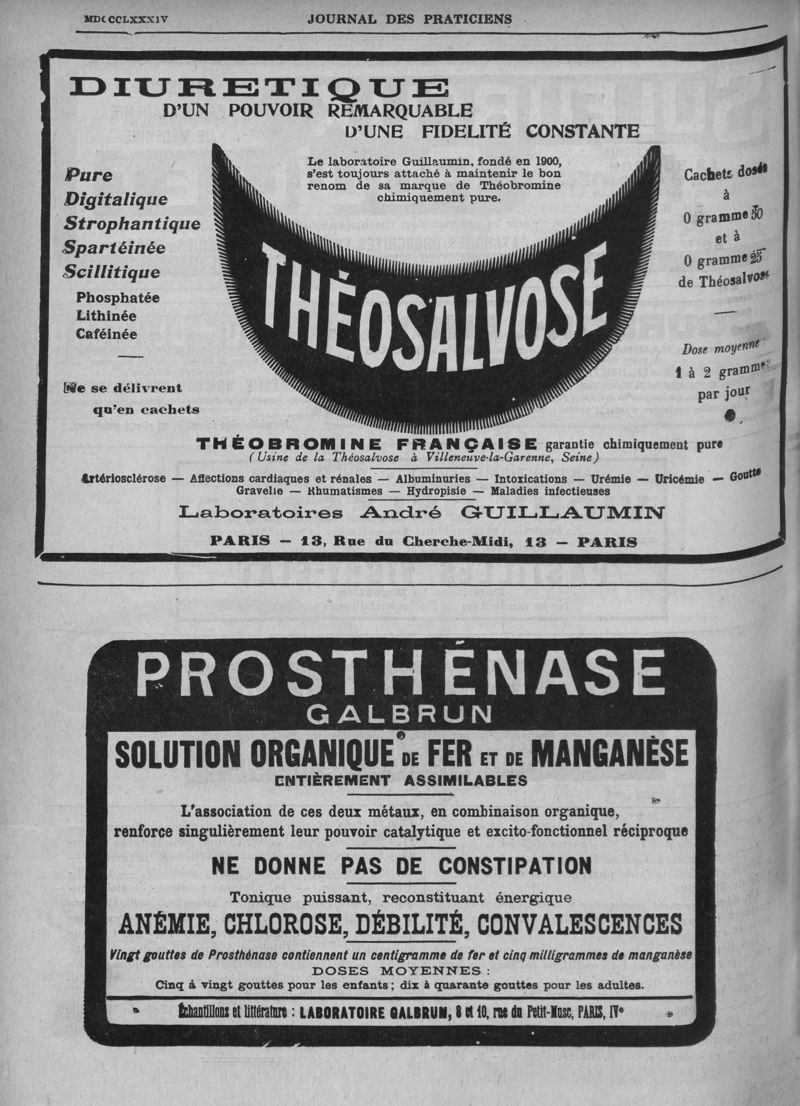 MDCCCLXXXIV
JOURNAL DES PRATICIENS
DIURETIQUE
D'UN POUVOIR REMARQUABLE
D'UNE FIDELITÉ CONSTANTE
Le laboratoire Guillaumin, fondé en 1900,
s'est toujours attaché à maintenir le bon
renom de sa marque de Théobromine
chimiquement pure.
Pure
Digitalique
Strophantique
Spartéinée
Scillitique
Phosphatée
Lithinée
Caféinée
Ne se délivrent
qu'en cachets
THÉOSALVOSE
Cachets dosés
à
0 gramme 50
et à
0 gramme 25
de Théosalvose
Dose moyenne
1 à 2 grammes
par jour
THÉOBROMINE FRANÇAISE garantie chimiquement pure
(Usine de la Théosalvose à Villeneuve-la-Garenne, Seine)
Artériosclérose — Affections cardiaques et rénales — Albuminuries — Intoxications — Urémie — Uricémie — Goutte
Gravelle — Rhumatismes — Hydropisie — Maladies infectieuses
Laboratoires André GUILLAUMIN
PARIS — 13, Rue du Cherche-Midi, 13 — PARIS
PROSTHÉNASE
GALBRUN
SOLUTION ORGANIQUE DE FER ET DE MANGANÈSE
ENTIÈREMENT ASSIMILABLES
L'association de ces deux métaux, en combinaison organique,
renforce singulièrement leur pouvoir catalytique et excito-fonctionnel réciproque
NE DONNE PAS DE CONSTIPATION
Tonique puissant, reconstituant énergique
ANÉMIE, CHLOROSE, DÉBILITÉ, CONVALESCENCES
Vingt gouttes de Prosthénase contiennent un centigramme de fer et cinq milligrammes de manganèse
DOSES MOYENNES :
Cinq à vingt gouttes pour les enfants ; dix à quarante gouttes pour les adultes.
Échantillons et littérature : LABORATOIRE GALBRUN, 8 et 10, rue du Petit-Musc, PARIS, IVe